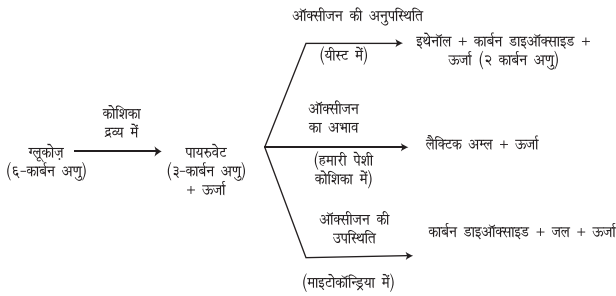 ऑक्सीजन की अनुपस्थिति
(यीस्ट में)
इथेनॉल + कार्बन डाइऑक्साइड +
ऊर्जा (२ कार्बन अणु)
ग्लूकोज़
(६-कार्बन अणु)
कोशिका
द्रव्य में
पायरुवेट
(३-कार्बन अणु)
+ ऊर्जा
ऑक्सीजन
का अभाव
(हमारी पेशी
कोशिका में)
लैक्टिक अम्ल + ऊर्जा
ऑक्सीजन की
उपस्थिति
(माइटोकॉन्ड्रिया में)
कार्बन डाइऑक्साइड + जल + ऊर्जा